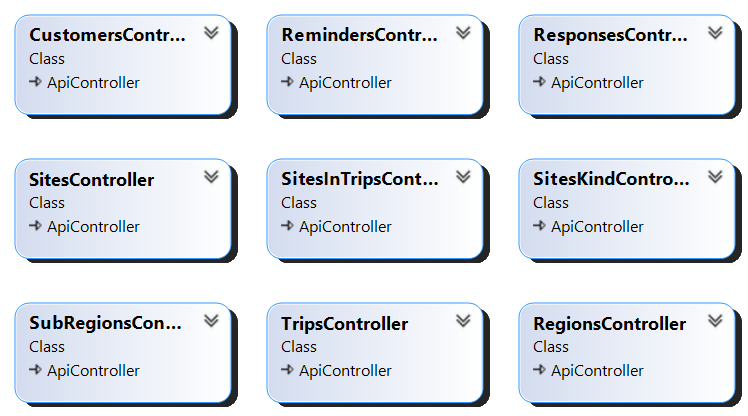 CustomersContr...
Class
ApiController
RemindersContr...
Class
ApiController
ResponsesContr...
Class
ApiController
SitesController
Class
ApiController
SitesInTripsCont...
Class
ApiController
SitesKindContro...
Class
ApiController
SubRegionsCon...
Class
ApiController
TripsController
Class
ApiController
RegionsController
Class
ApiController